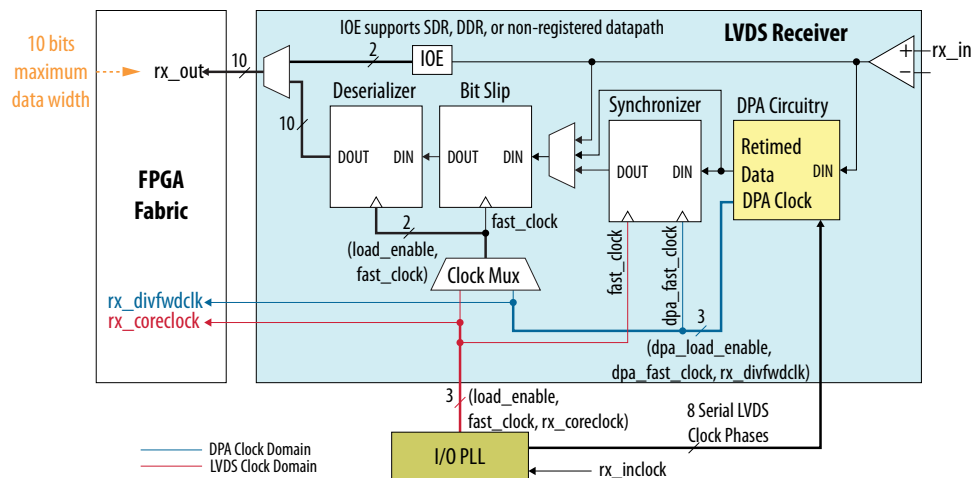 IOE supports SDR, DDR, or non-registered datapath
LVDS Receiver
10 bits
maximum
data width
rx_out
10
2
IOE
+
−
rx_in
Deserializer
Bit Slip
Synchronizer
DPA Circuitry
10
DOUT
DIN
DOUT
DIN
DOUT
DIN
Retimed
Data
DIN
DPA Clock
FPGA
Fabric
2
(load_enable,
fast_clock)
fast_clock
Clock Mux
fast_clock
dpa_fast_clock
rx_divfwdclk
rx_coreclock
3
(dpa_load_enable,
dpa_fast_clock, rx_divfwdclk)
3
(load_enable,
fast_clock, rx_coreclock)
8 Serial LVDS
Clock Phases
I/O PLL
rx_inclock
DPA Clock Domain
LVDS Clock Domain